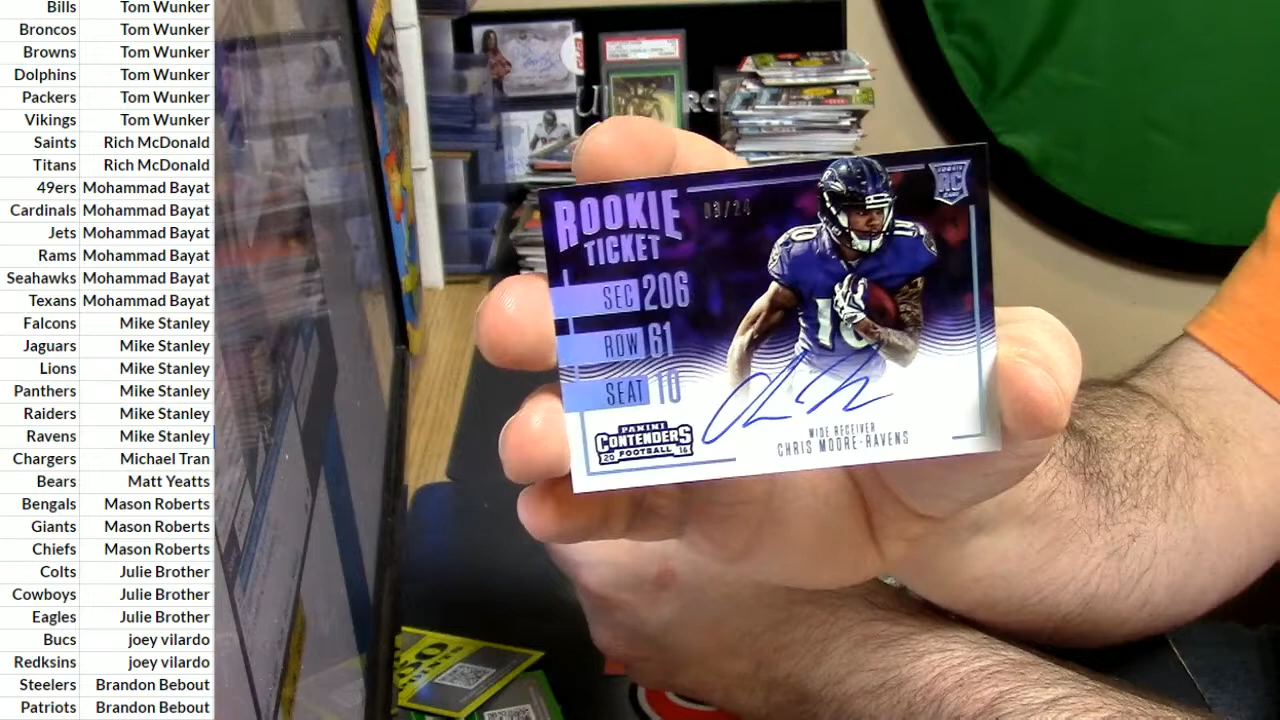 Bills Tom Wunker
Broncos Tom Wunker
Browns Tom Wunker
Dolphins Tom Wunker
Packers Tom Wunker
Vikings Tom Wunker
Saints Rich McDonald
Titans Rich McDonald
49ers Mohammad Bayat
Cardinals Mohammad Bayat
Jets Mohammad Bayat
Rams Mohammad Bayat
Seahawks Mohammad Bayat
Texans Mohammad Bayat
Falcons Mike Stanley
Jaguars Mike Stanley
Lions Mike Stanley
Panthers Mike Stanley
Raiders Mike Stanley
Ravens Mike Stanley
Chargers Michael Tran
Bears Matt Yeatts
Bengals Mason Roberts
Giants Mason Roberts
Chiefs Mason Roberts
Colts Julie Brother
Cowboys Julie Brother
Eagles Julie Brother
Bucs joey vilardo
Redksins joey vilardo
Steelers Brandon Bebout
Patriots Brandon Bebout
ROOKIE
TICKET
03/24
RC
SEC 206
ROW 61
SEAT 10
10
PANINI
CONTENDERS
20 FOOTBALL 16
WIDE RECEIVER
CHRIS MOORE-RAVENS